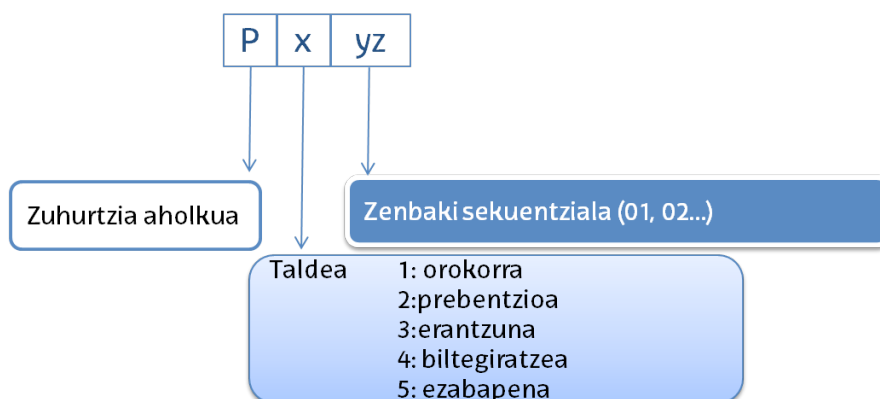 P x yz
Zuhurtzia aholkua
Zenbaki sekuentziala (01, 02...)
Taldea 1: orokorra
2:prebentzioa
3:erantzuna
4: biltegiratzea
5: ezabapena